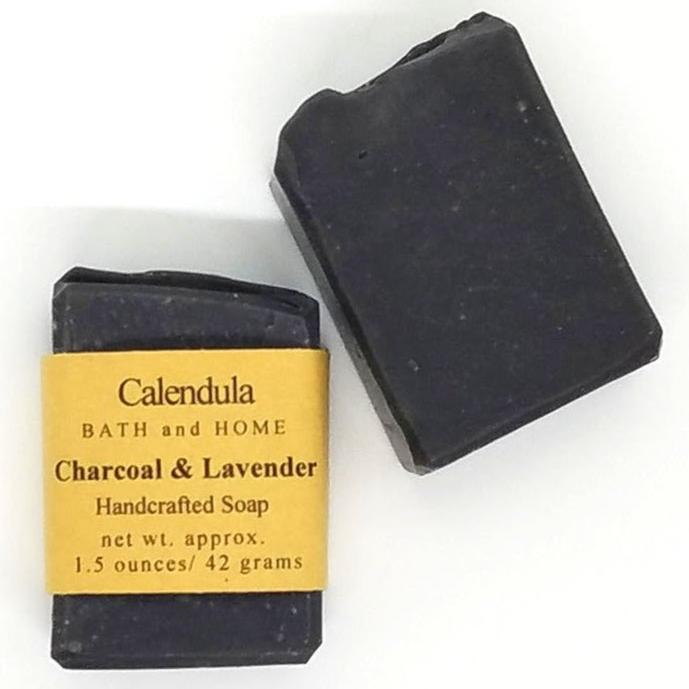 Calendula
BATH and HOME
Charcoal & Lavender
Handcrafted Soap
net wt. approx.
1.5 ounces/ 42 grams